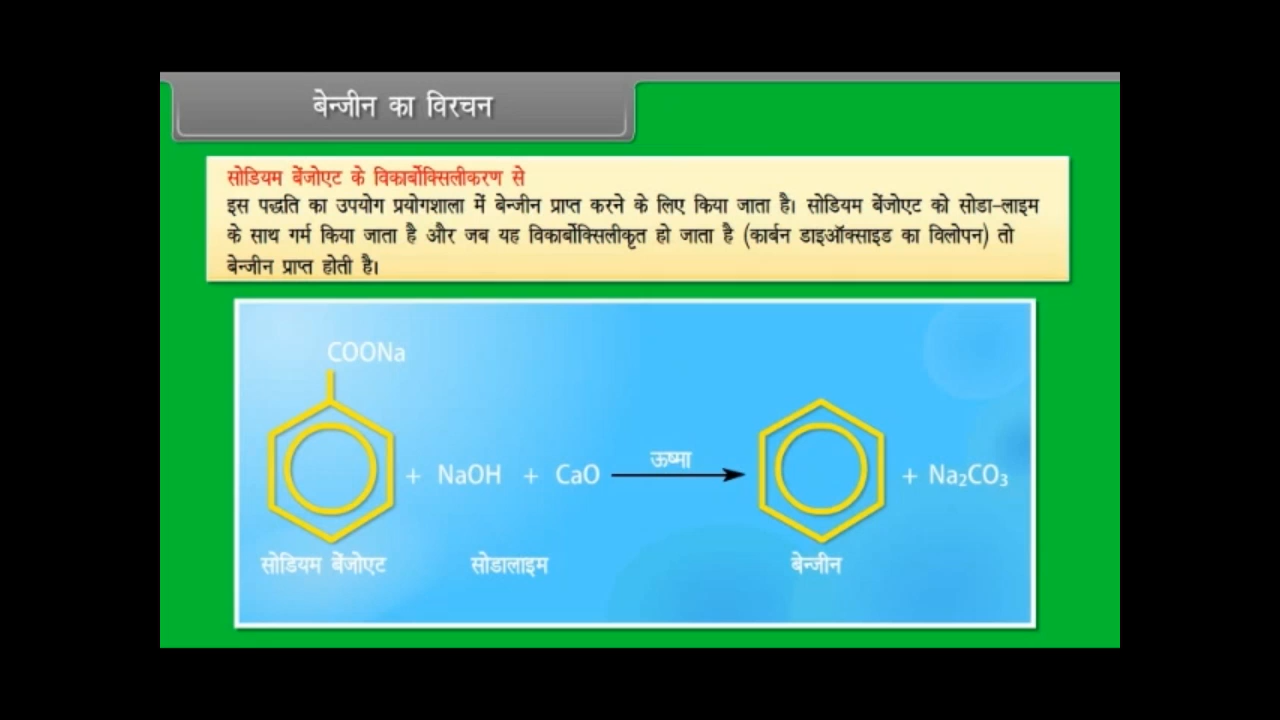 बेन्जीन का विरचन
सोडियम बेंजोएट के विकार्बोक्सिलीकरण से
इस पद्धति का उपयोग प्रयोगशाला में बेन्जीन प्राप्त करने के लिए किया जाता है। सोडियम बेंजोएट को सोडा-लाइम
के साथ गर्म किया जाता है और जब यह विकार्बोक्सिलीकृत हो जाता है (कार्बन डाइऑक्साइड का विलोपन) तो
बेन्जीन प्राप्त होती है।
COONa
+ NaOH + CaO ऊष्मा + Na₂CO₃
सोडियम बेंजोएट सोडालाइम बेन्जीन